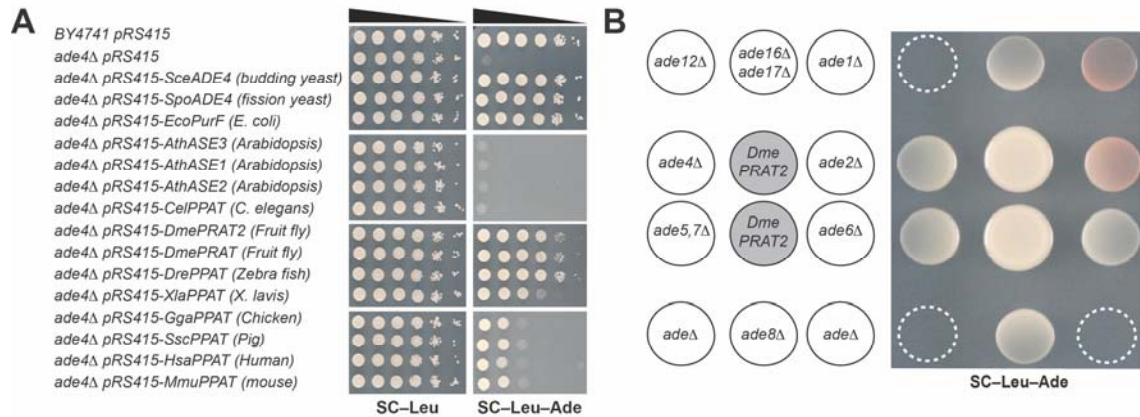 A
BY4741 pRS415
ade4Δ pRS415
ade4Δ pRS415-SceADE4 (budding yeast)
ade4Δ pRS415-SpoADE4 (fission yeast)
ade4Δ pRS415-EcoPurF (E. coli)
ade4Δ pRS415-AthASE3 (Arabidopsis)
ade4Δ pRS415-AthASE1 (Arabidopsis)
ade4Δ pRS415-AthASE2 (Arabidopsis)
ade4Δ pRS415-CelPPAT (C. elegans)
ade4Δ pRS415-DmePRAT2 (Fruit fly)
ade4Δ pRS415-DmePRAT (Fruit fly)
ade4Δ pRS415-DrePPAT (Zebra fish)
ade4Δ pRS415-XlaPPAT (X. lavis)
ade4Δ pRS415-GgaPPAT (Chicken)
ade4Δ pRS415-SscPPAT (Pig)
ade4Δ pRS415-HsaPPAT (Human)
ade4Δ pRS415-MmuPPAT (mouse)
SC–Leu
SC–Leu–Ade
B
ade12Δ
ade16Δ
ade17Δ
ade1Δ
ade4Δ
Dme
PRAT2
ade2Δ
ade5,7Δ
Dme
PRAT2
ade6Δ
adeΔ
ade8Δ
adeΔ
SC–Leu–Ade